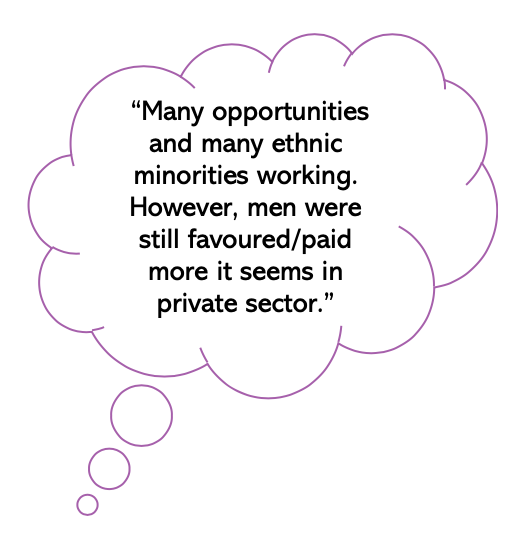 “Many opportunities
and many ethnic
minorities working.
However, men were
still favoured/paid
more it seems in
private sector.”